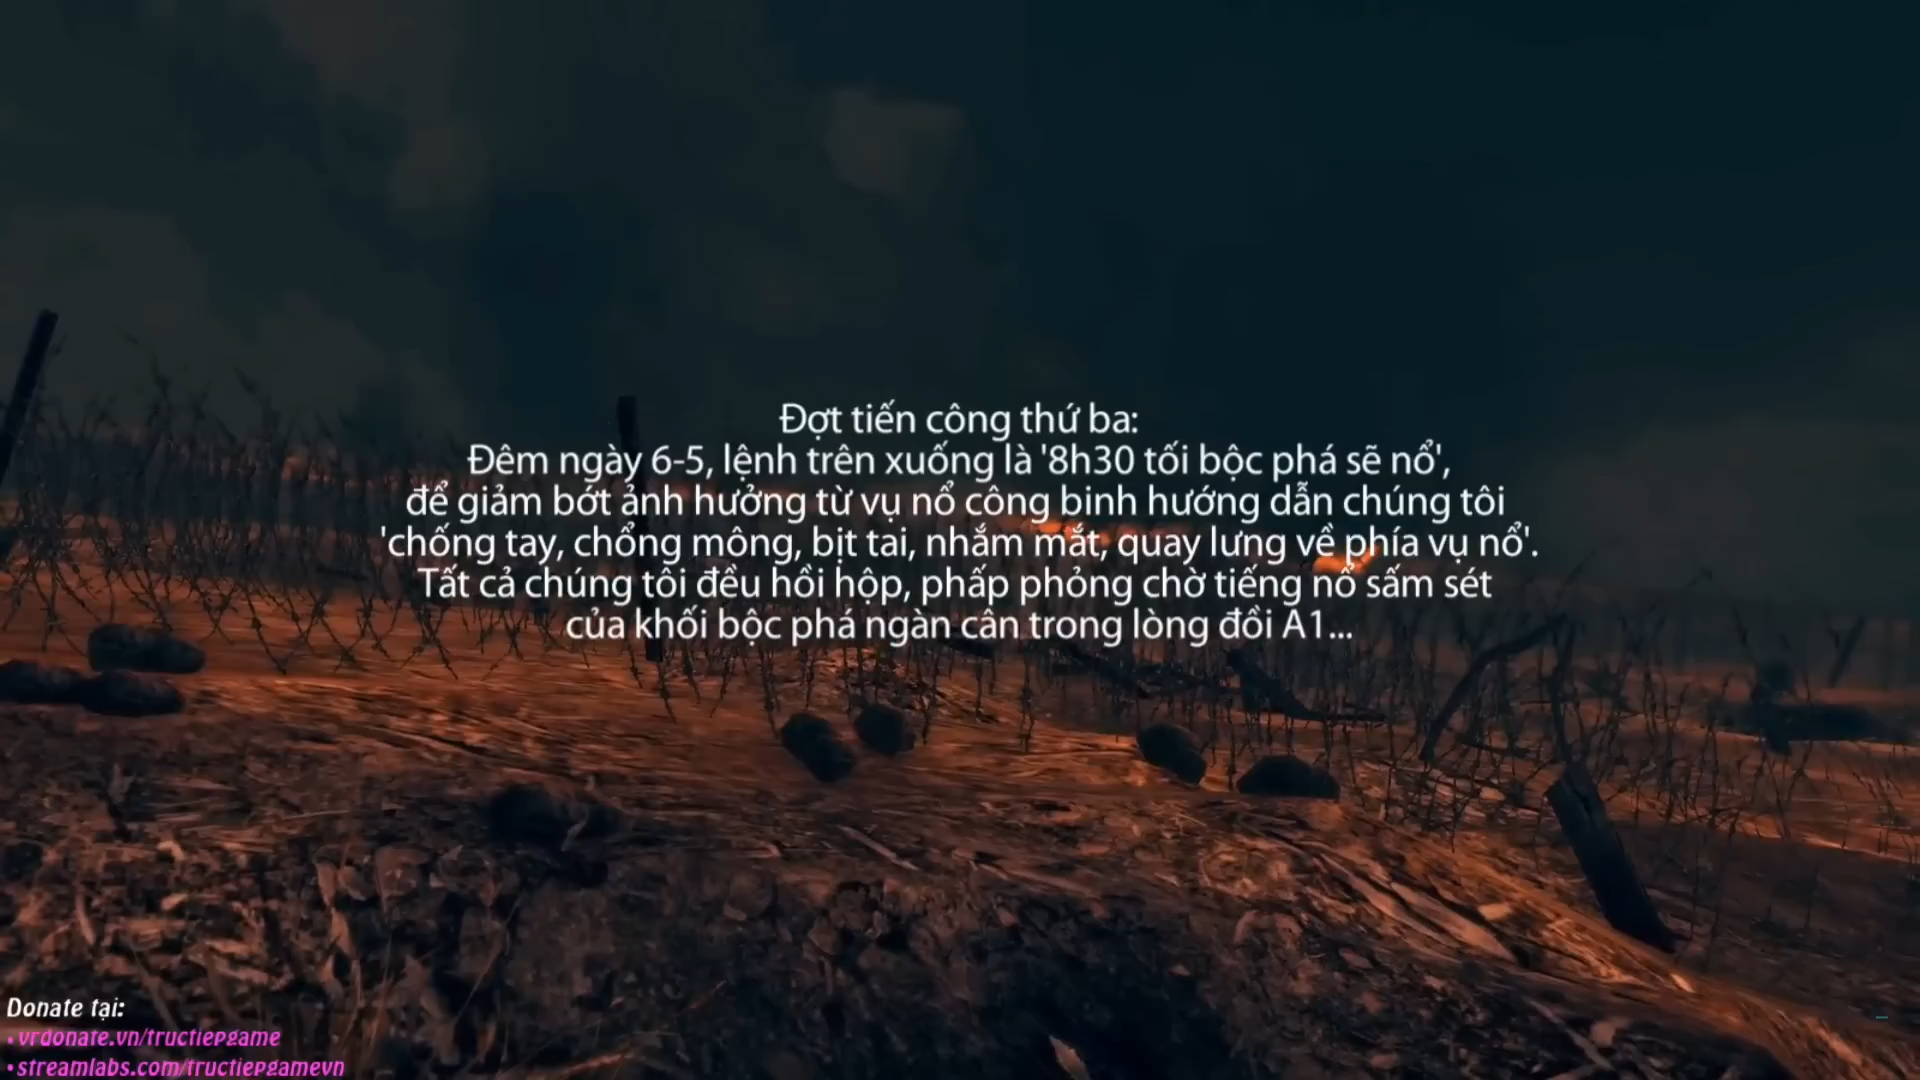 Đợt tiến công thứ ba:
Đêm ngày 6-5, lệnh trên xuống là '8h30 tối bộc phá sẽ nổ',
để giảm bớt ảnh hưởng từ vụ nổ công binh hướng dẫn chúng tôi
'chống tay, chổng mông, bịt tai, nhắm mắt, quay lưng về phía vụ nổ'.
Tất cả chúng tôi đều hồi hộp, phấp phỏng chờ tiếng nổ sấm sét
của khối bộc phá ngàn cân trong lòng đồi A1...
Donate tại:
• vrdonate.vn/tructiepgame
• streamlabs.com/tructiepgamevn